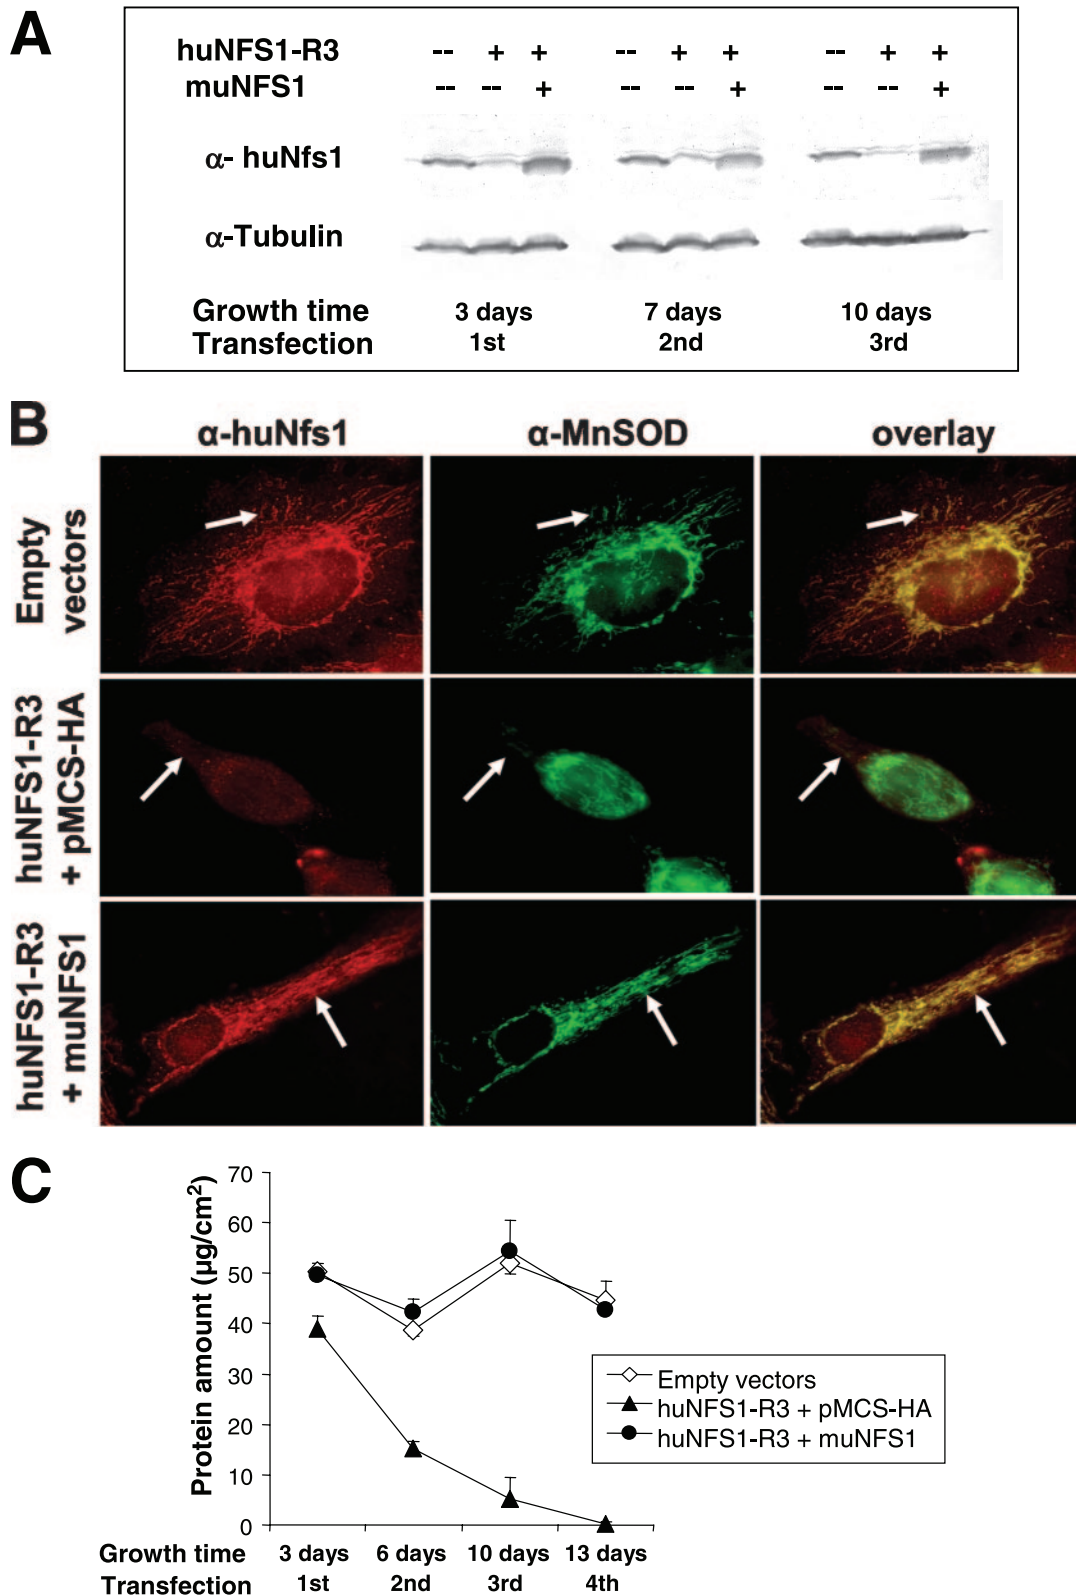 A
huNFS1-R3 -- + + -- + + -- + +
muNFS1 -- -- + -- -- + -- -- +
α- huNfs1
α-Tubulin
Growth time 3 days 7 days 10 days
Transfection 1st 2nd 3rd
B
α-huNfs1 α-MnSOD overlay
Empty
vectors
huNFS1-R3
+ pMCS-HA
huNFS1-R3
+ muNFS1
C
Protein amount (µg/cm²)
70
60
50
40
30
20
10
0
Empty vectors
huNFS1-R3 + pMCS-HA
huNFS1-R3 + muNFS1
Growth time 3 days 6 days 10 days 13 days
Transfection 1st 2nd 3rd 4th